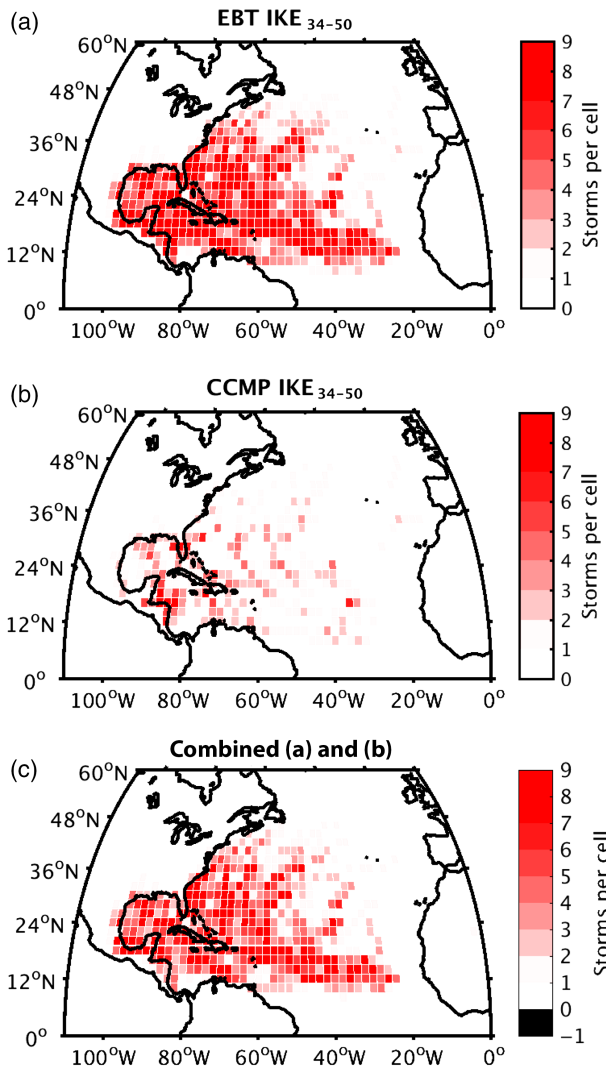 (a)
EBT IKE 34–50
60°N
48°N
36°N
24°N
12°N
0°
100°W 80°W 60°W 40°W 20°W 0°
9
8
7
6
5
4
3
2
1
0
Storms per cell
(b)
CCMP IKE 34–50
60°N
48°N
36°N
24°N
12°N
0°
100°W 80°W 60°W 40°W 20°W 0°
9
8
7
6
5
4
3
2
1
0
Storms per cell
Combined (a) and (b)
(c)
60°N
48°N
36°N
24°N
12°N
0°
100°W 80°W 60°W 40°W 20°W 0°
9
8
7
6
5
4
3
2
1
0
−1
Storms per cell